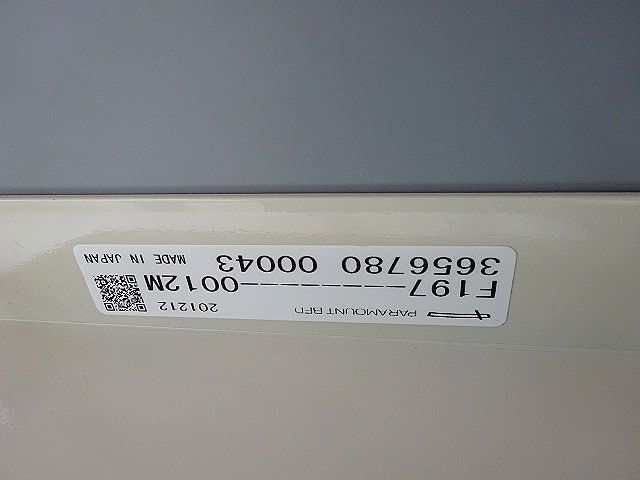 PARAMOUNT BED 201212
F197--------0012M
3656780 00043 MADE IN JAPAN